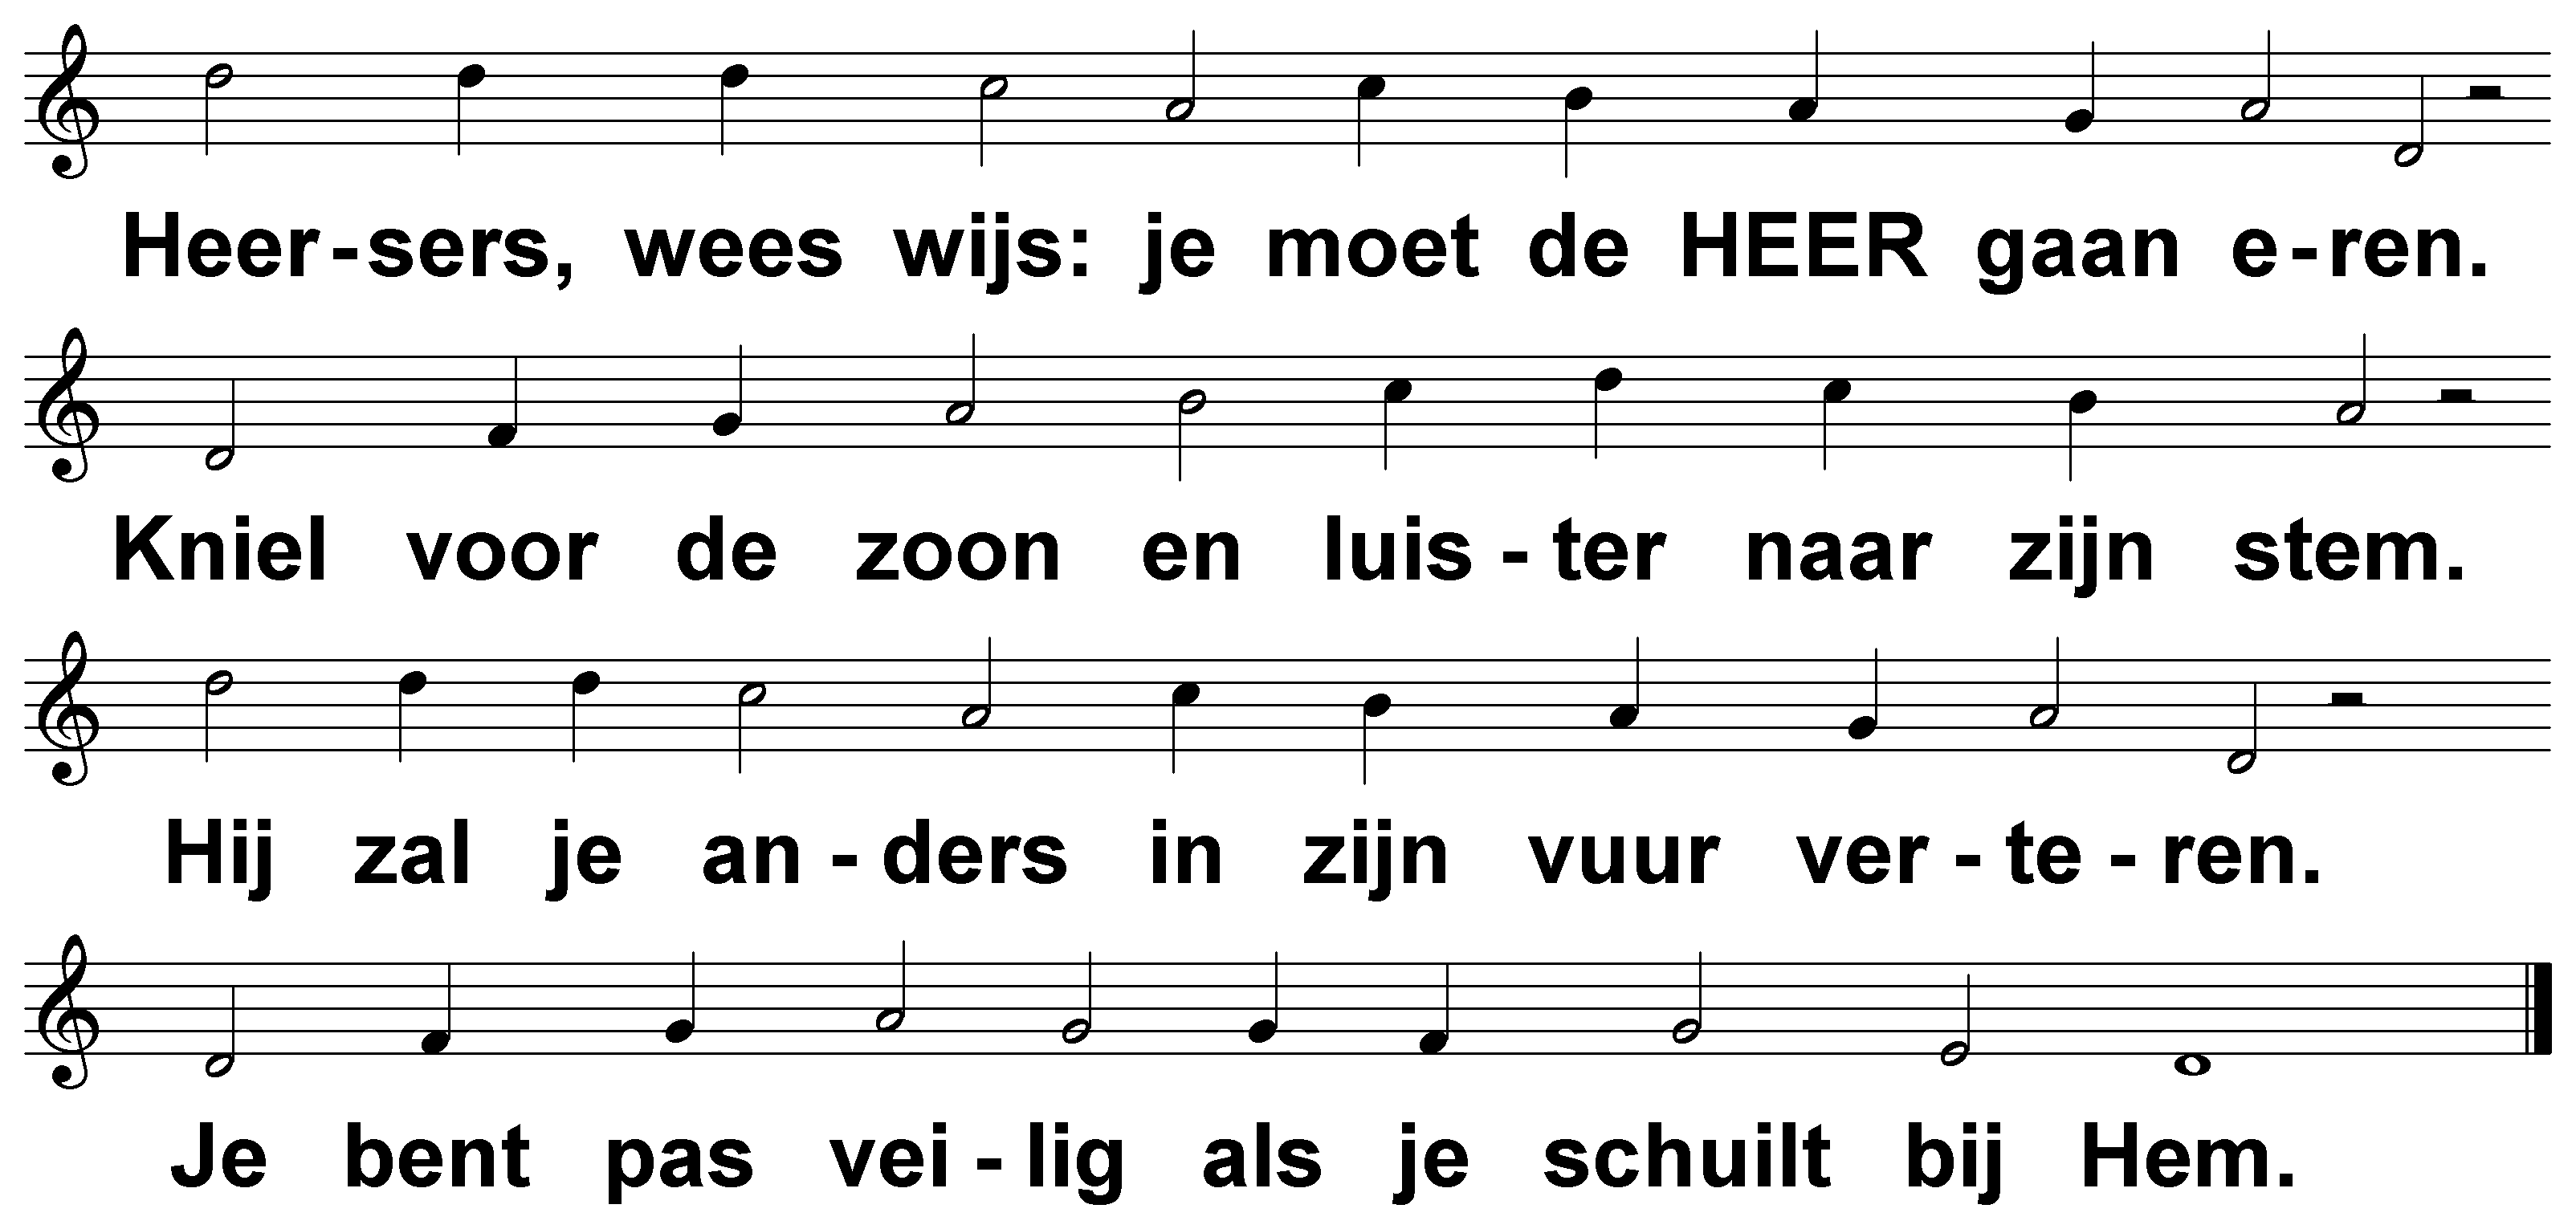 Heer-sers, wees wijs: je moet de HEER gaan e-ren.
Kniel voor de zoon en luis-ter naar zijn stem.
Hij zal je an-ders in zijn vuur ver-te-ren.
Je bent pas vei-lig als je schuilt bij Hem.